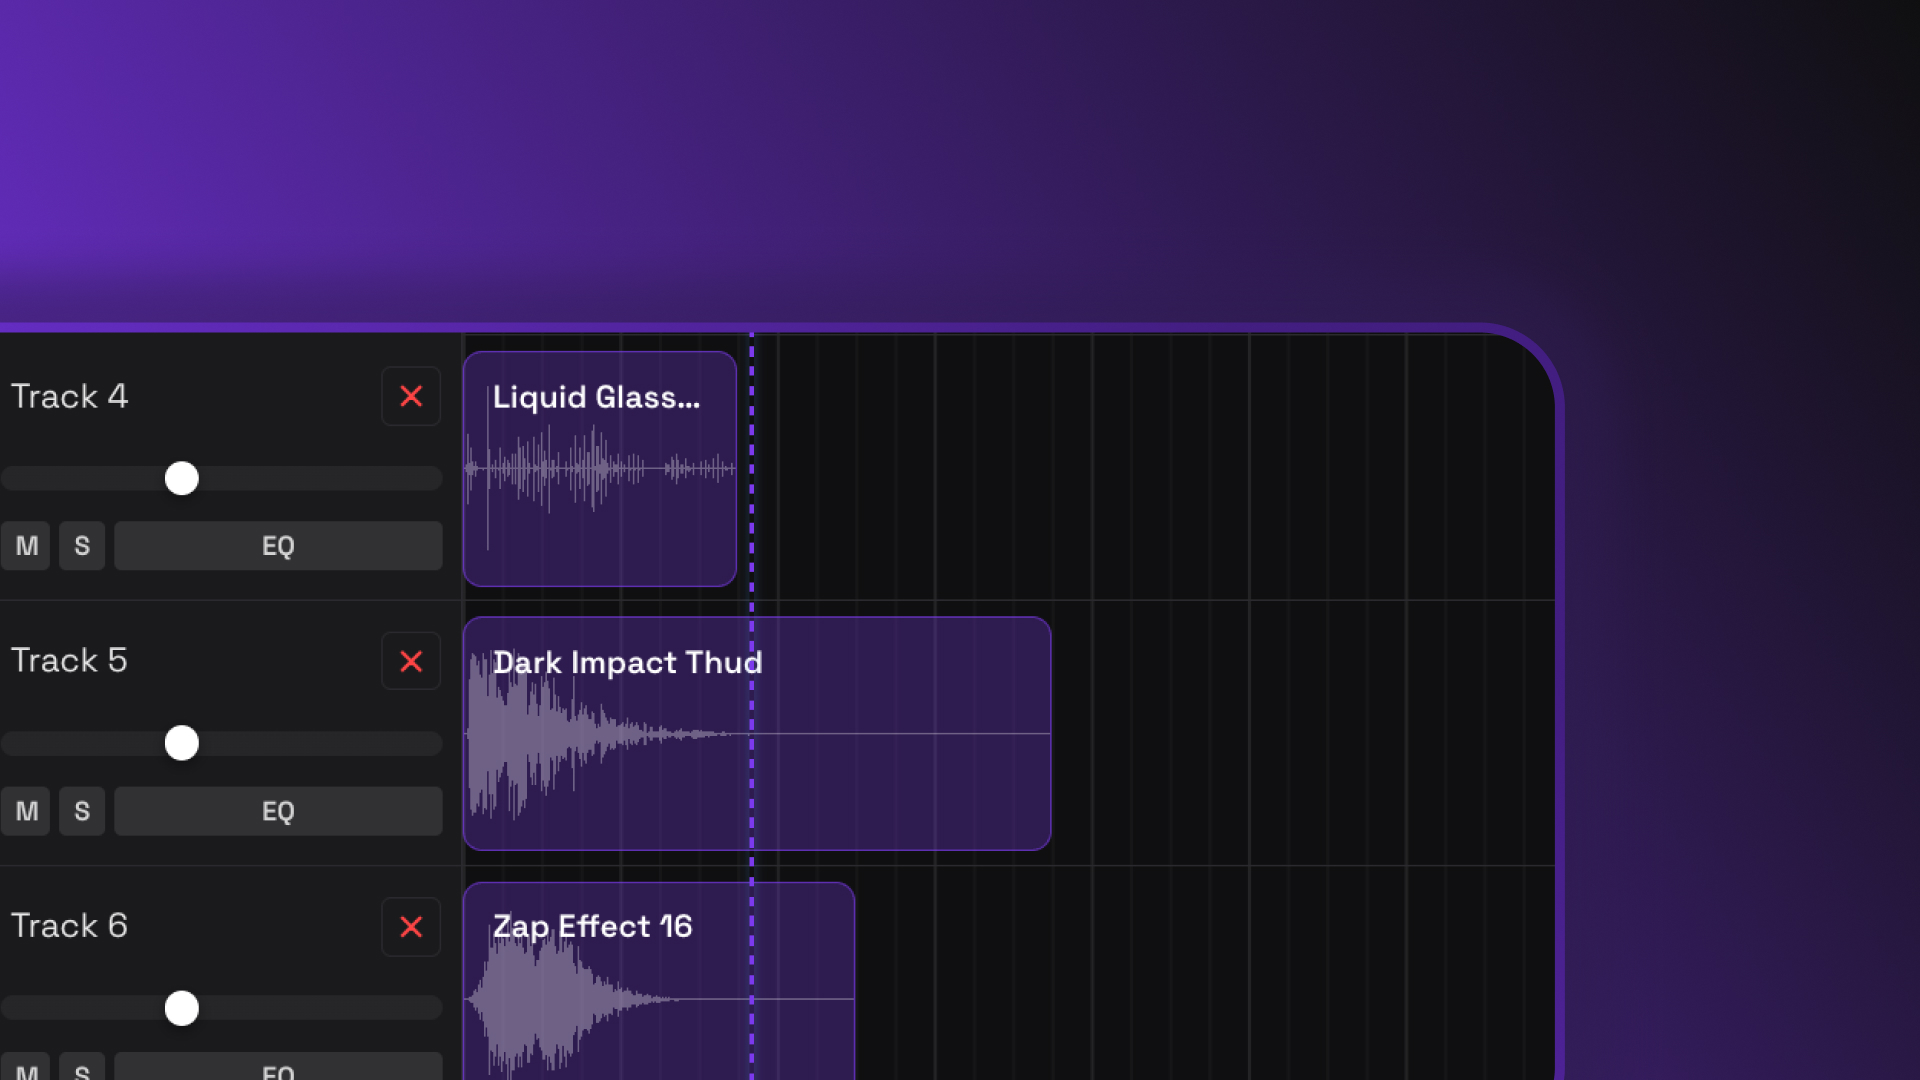 Track 4
Liquid Glass...
M S EQ
Track 5
Dark Impact Thud
M S EQ
Track 6
Zap Effect 16
M S EQ